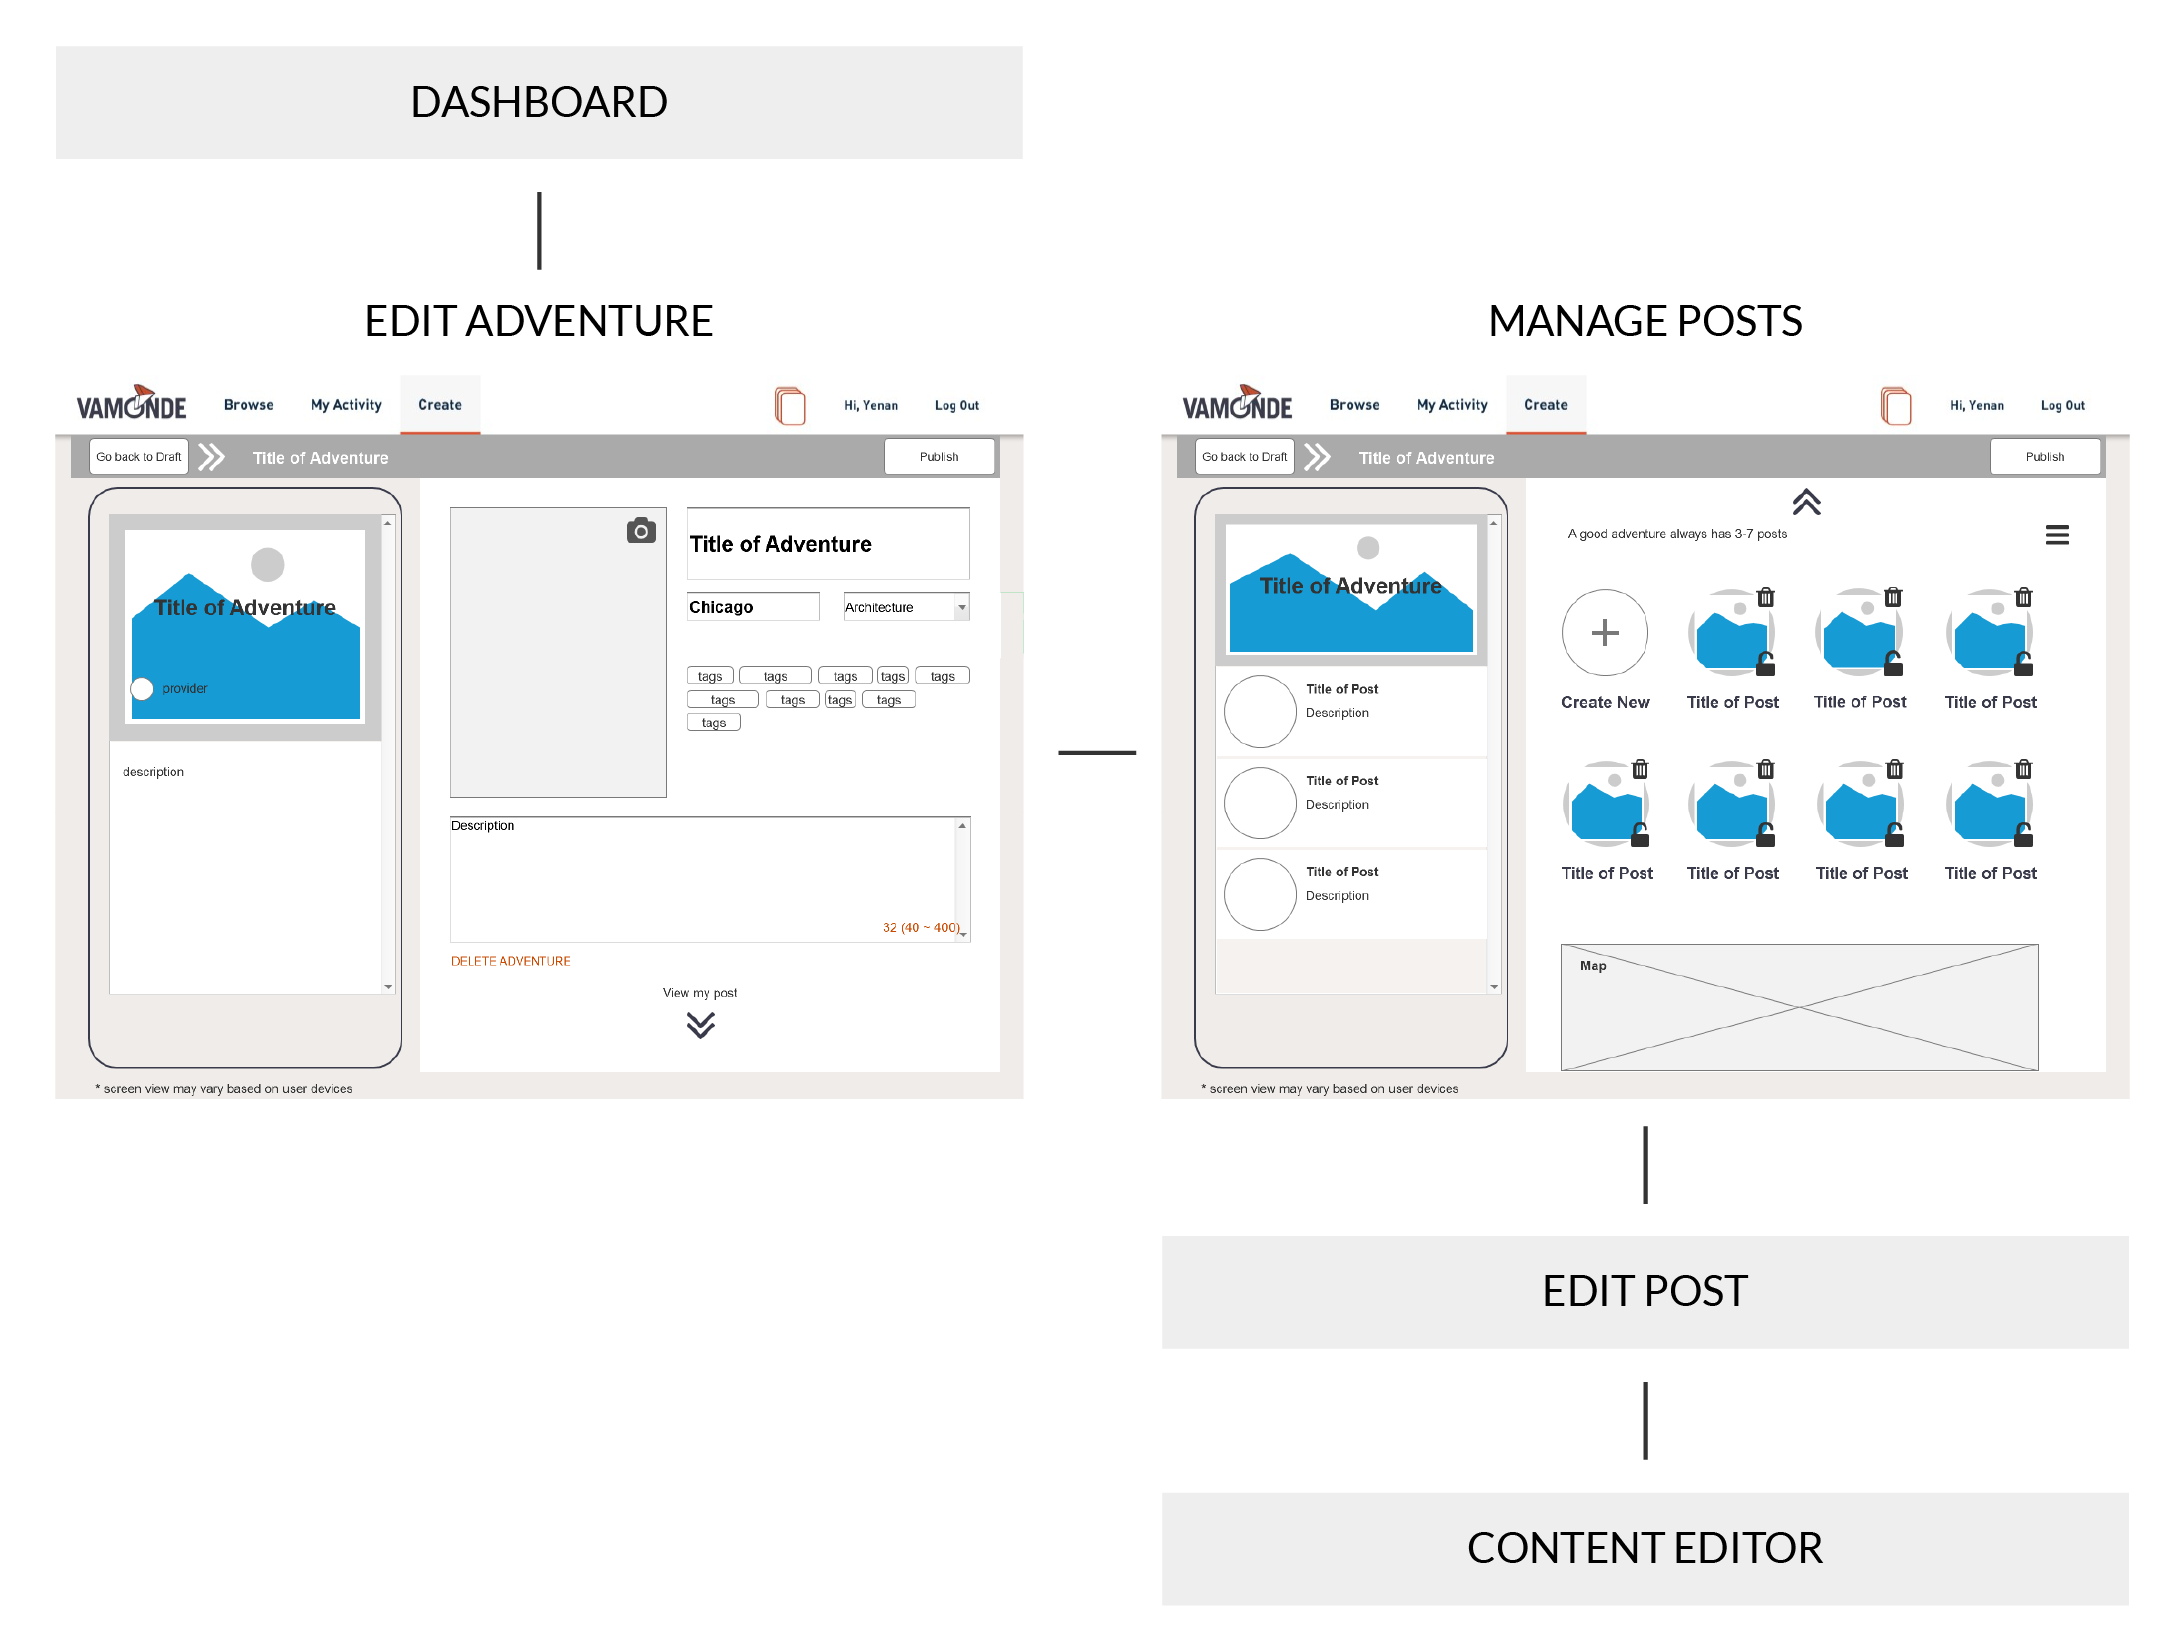 DASHBOARD
EDIT ADVENTURE
VAMONDE Browse My Activity Create Hi, Yenan Log Out
Go back to Draft Title of Adventure Publish
Title of Adventure
provider
description
Title of Adventure
Chicago Architecture
tags tags tags tags tags
tags tags tags tags
tags
Description
32 (40 ~ 400)
DELETE ADVENTURE
View my post
* screen view may vary based on user devices
MANAGE POSTS
VAMONDE Browse My Activity Create Hi, Yenan Log Out
Go back to Draft Title of Adventure Publish
Title of Adventure
Title of Post
Description
Title of Post
Description
Title of Post
Description
A good adventure always has 3-7 posts
Create New Title of Post Title of Post Title of Post
Title of Post Title of Post Title of Post Title of Post
Map
* screen view may vary based on user devices
EDIT POST
CONTENT EDITOR